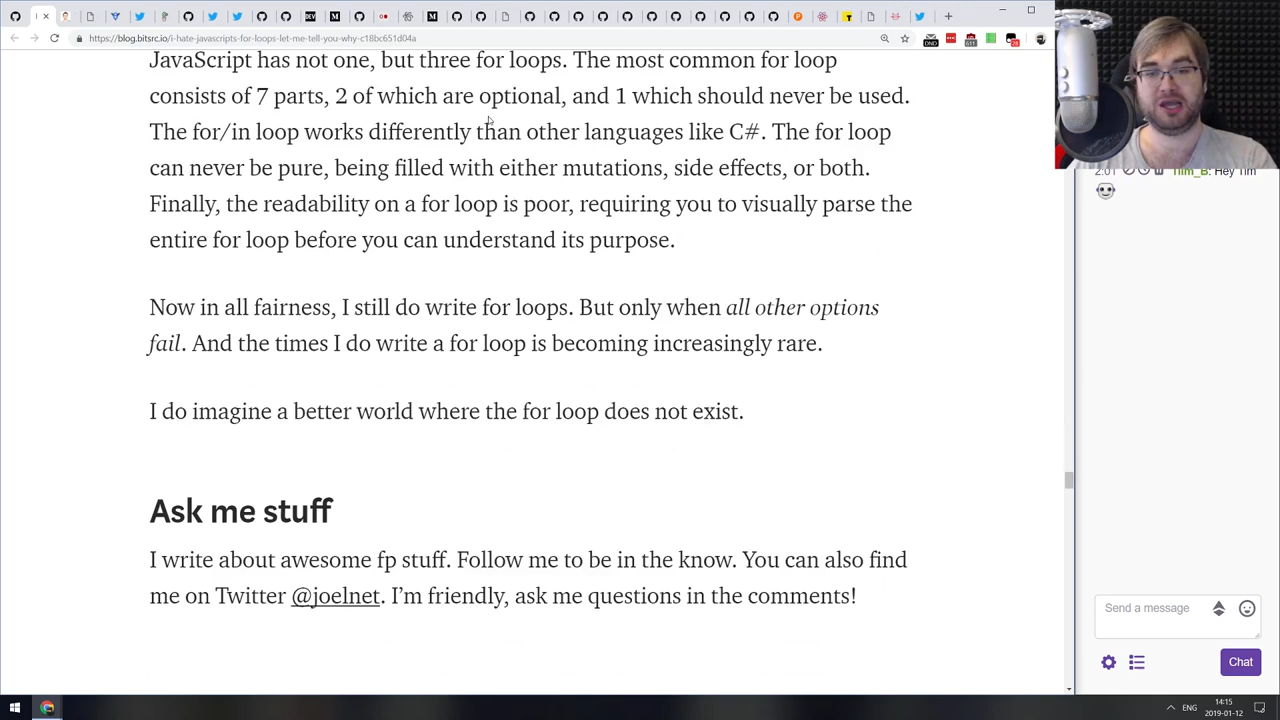 https://blog.bitsrc.io/i-hate-javascripts-for-loops-let-me-tell-you-why-c18bc651d14a
JavaScript has not one, but three for loops. The most common for loop
consists of 7 parts, 2 of which are optional, and 1 which should never be used.
The for/in loop works differently than other languages like C#. The for loop
can never be pure, being filled with either mutations, side effects, or both.
Finally, the readability on a for loop is poor, requiring you to visually parse the
entire for loop before you can understand its purpose.
Now in all fairness, I still do write for loops. But only when all other options
fail. And the times I do write a for loop is becoming increasingly rare.
I do imagine a better world where the for loop does not exist.
Ask me stuff
I write about awesome fp stuff. Follow me to be in the know. You can also find
me on Twitter @joelnet. I'm friendly, ask me questions in the comments!
2:01 Tim_B: Hey Tim
Send a message
Chat
ENG
14:15
2019-01-12